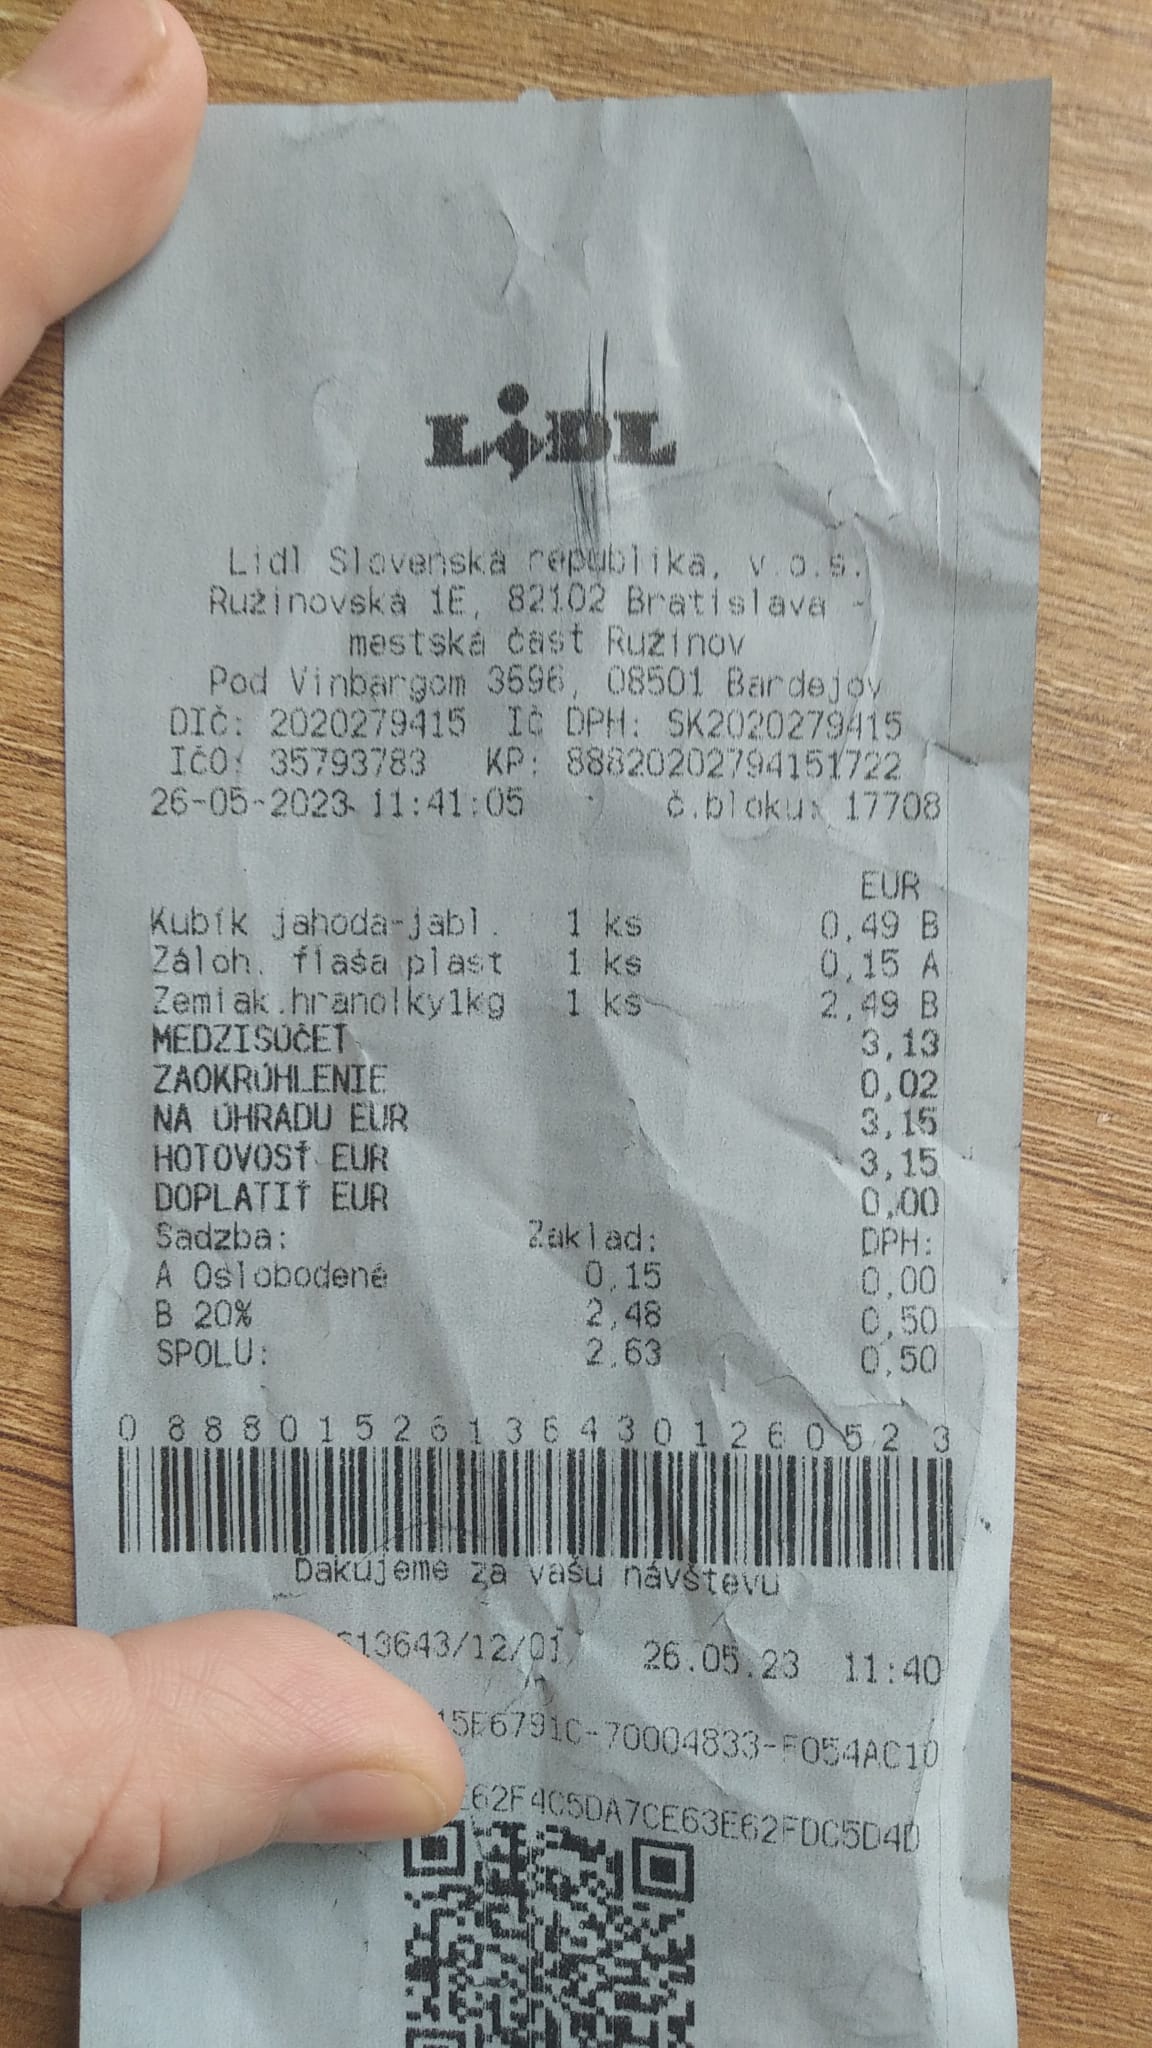 LiDL
Lidl Slovenská republika, v.o.s.
Ružinovská 1E, 82102 Bratislava -
mestská časť Ružinov
Pod Vinbargom 3696, 08501 Bardejov
DIČ: 2020279415 IČ DPH: SK2020279415
IČO: 35793783 KP: 88820202794151722
26-05-2023 11:41:05 č.bloku: 17708
EUR
Kubík jahoda-jabl. 1 ks 0,49 B
Záloh. fľaša plast 1 ks 0,15 A
Zemiak.hranolky1kg 1 ks 2,49 B
MEDZISÚČET 3,13
ZAOKRÚHLENIE 0,02
NA ÚHRADU EUR 3,15
HOTOVOSŤ EUR 3,15
DOPLATIŤ EUR 0,00
Sadzba: Základ: DPH:
A Oslobodené 0,15 0,00
B 20% 2,48 0,50
SPOLU: 2,63 0,50
0 8 8 8 0 1 5 2 6 1 3 6 4 3 0 1 2 6 0 5 2 3
Ďakujeme za vašu návštevu
613643/12/01 26.05.23 11:40
15E6791C-70004833-F054AC10
E62F4C5DA7CE63E62FDC5D4D